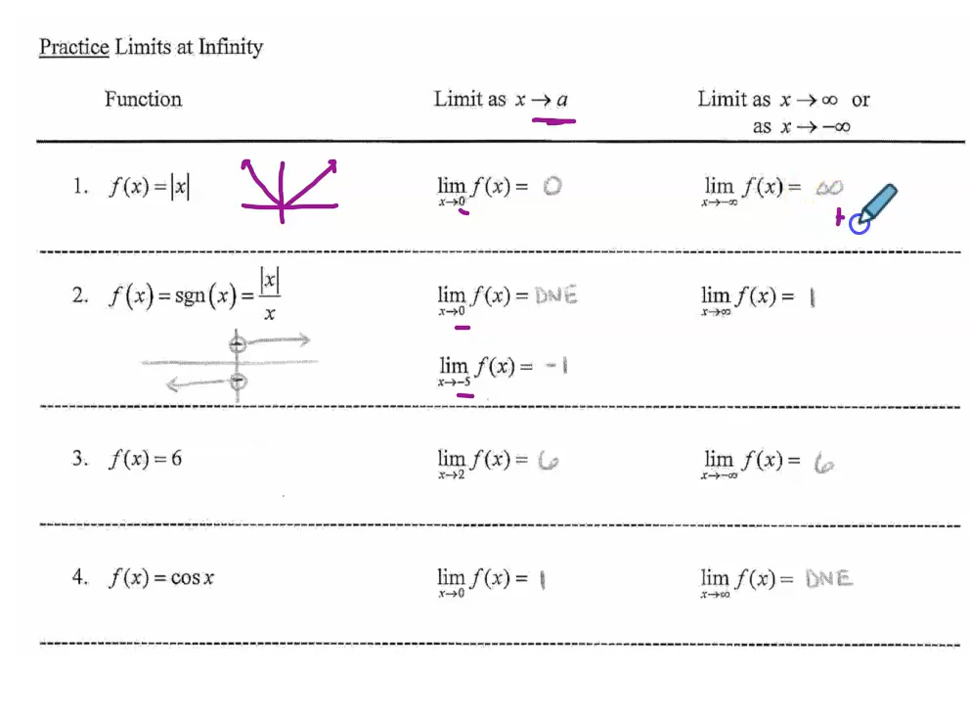 Practice Limits at Infinity
Function Limit as x → a Limit as x → ∞ or
as x → −∞
1. f(x) = |x| lim f(x) = 0 lim f(x) = ∞
x→0 x→−∞
+
2. f(x) = sgn(x) = |x|/x lim f(x) = DNE lim f(x) = 1
x→0 x→∞
lim f(x) = -1
x→−5
3. f(x) = 6 lim f(x) = 6 lim f(x) = 6
x→2 x→−∞
4. f(x) = cos x lim f(x) = 1 lim f(x) = DNE
x→0 x→∞